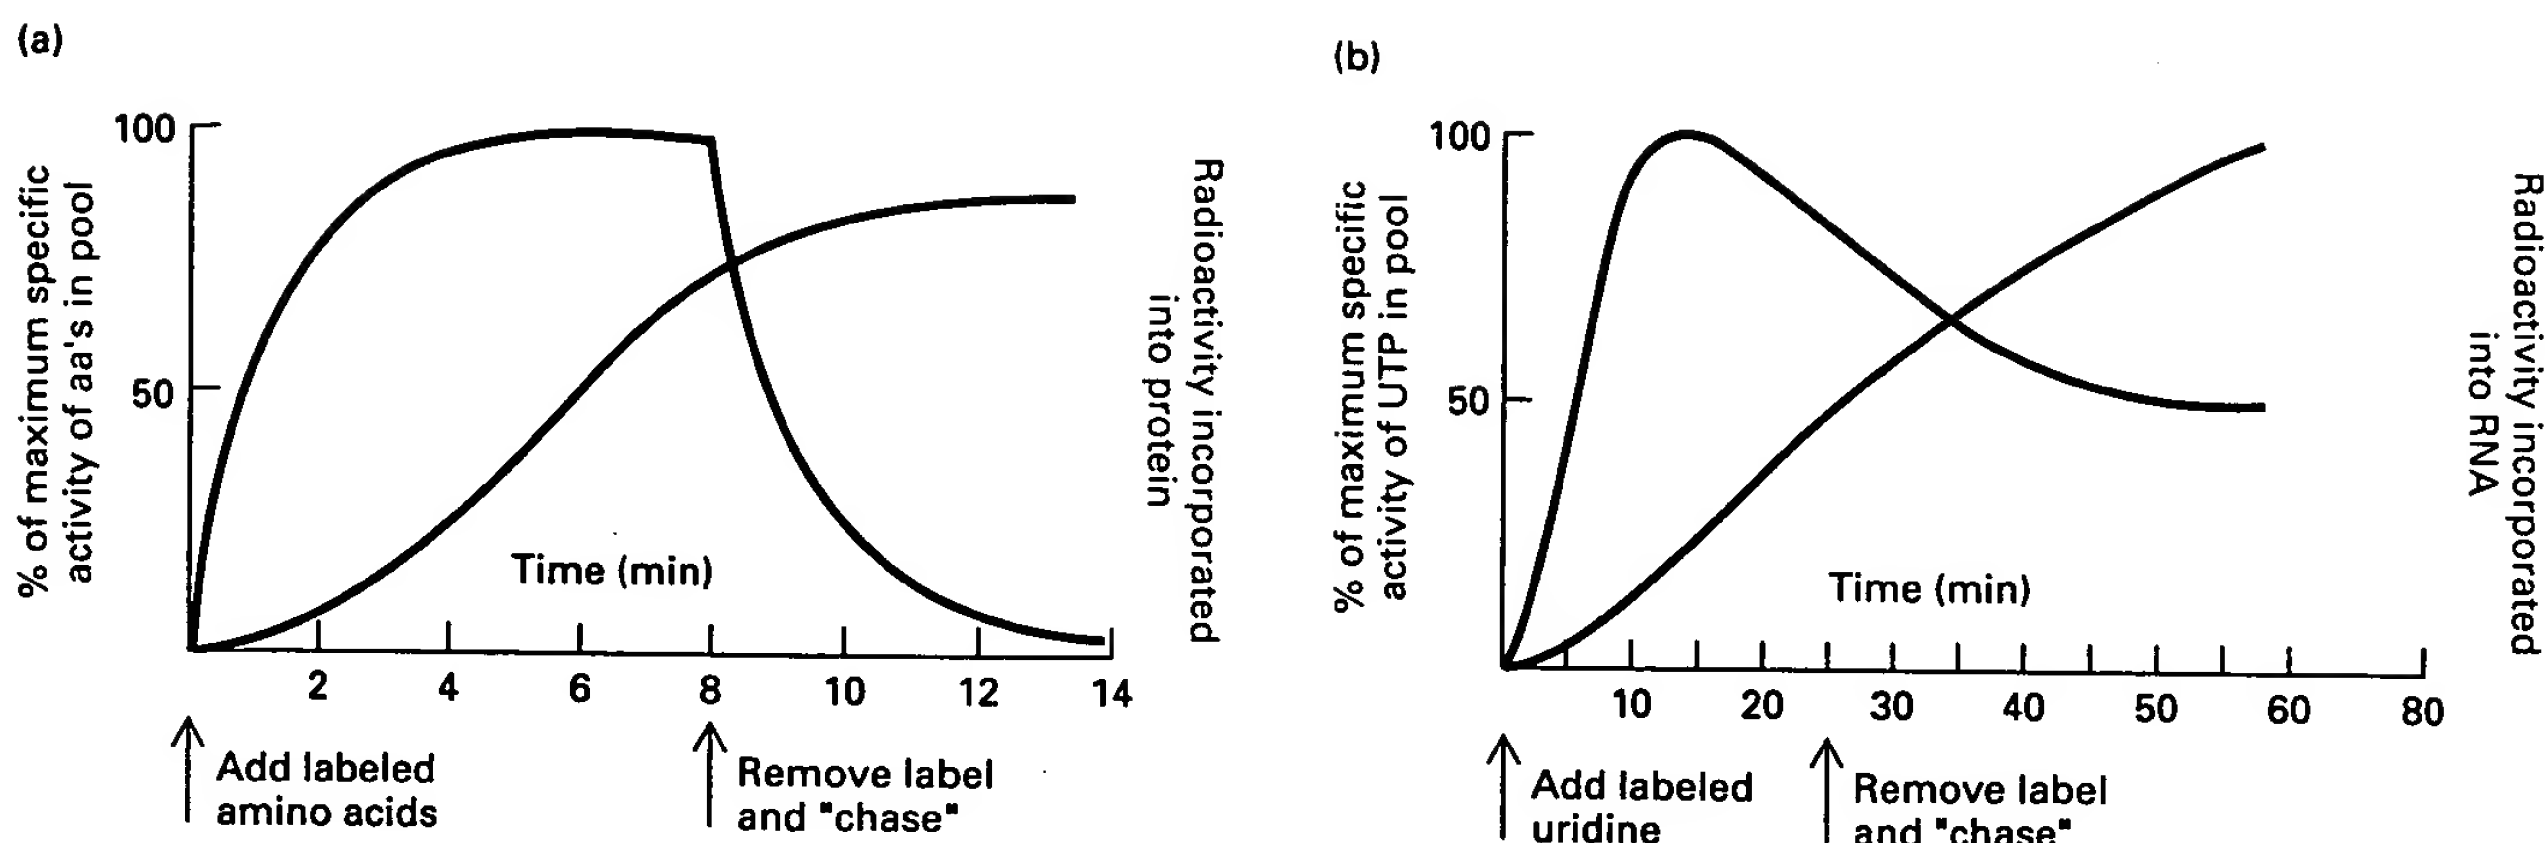 (a)
100
50
% of maximum specific
activity of aa's in pool
Radioactivity incorporated
into protein
Time (min)
2 4 6 8 10 12 14
Add labeled
amino acids
Remove label
and "chase"
(b)
100
50
% of maximum specific
activity of UTP in pool
Radioactivity incorporated
into RNA
Time (min)
10 20 30 40 50 60 80
Add labeled
uridine
Remove label
and "chase"